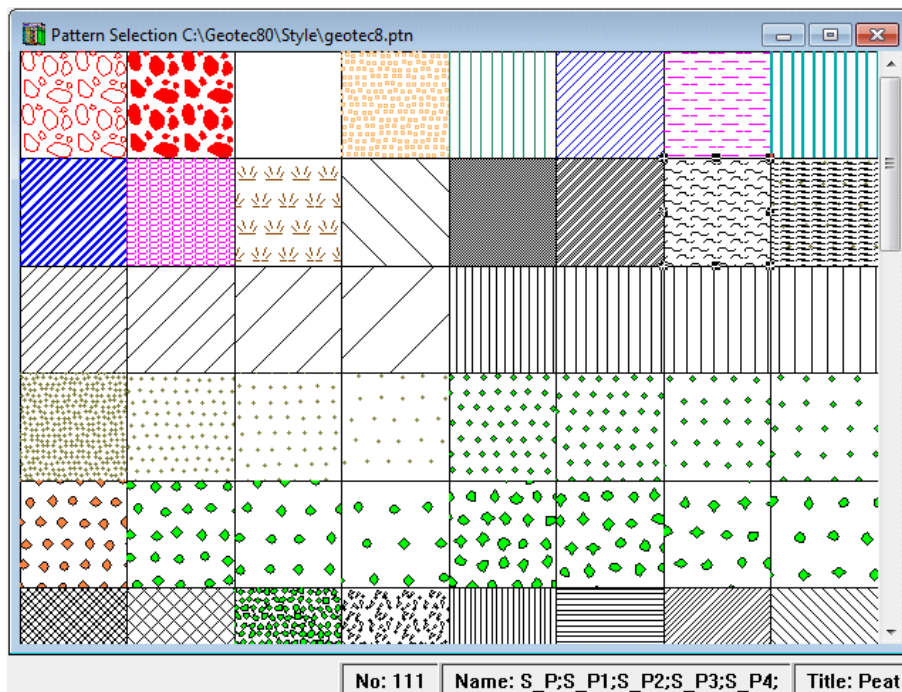 Pattern Selection C:\Geotec80\Style\geotec8.ptn
No: 111 Name: S_P;S_P1;S_P2;S_P3;S_P4; Title: Peat